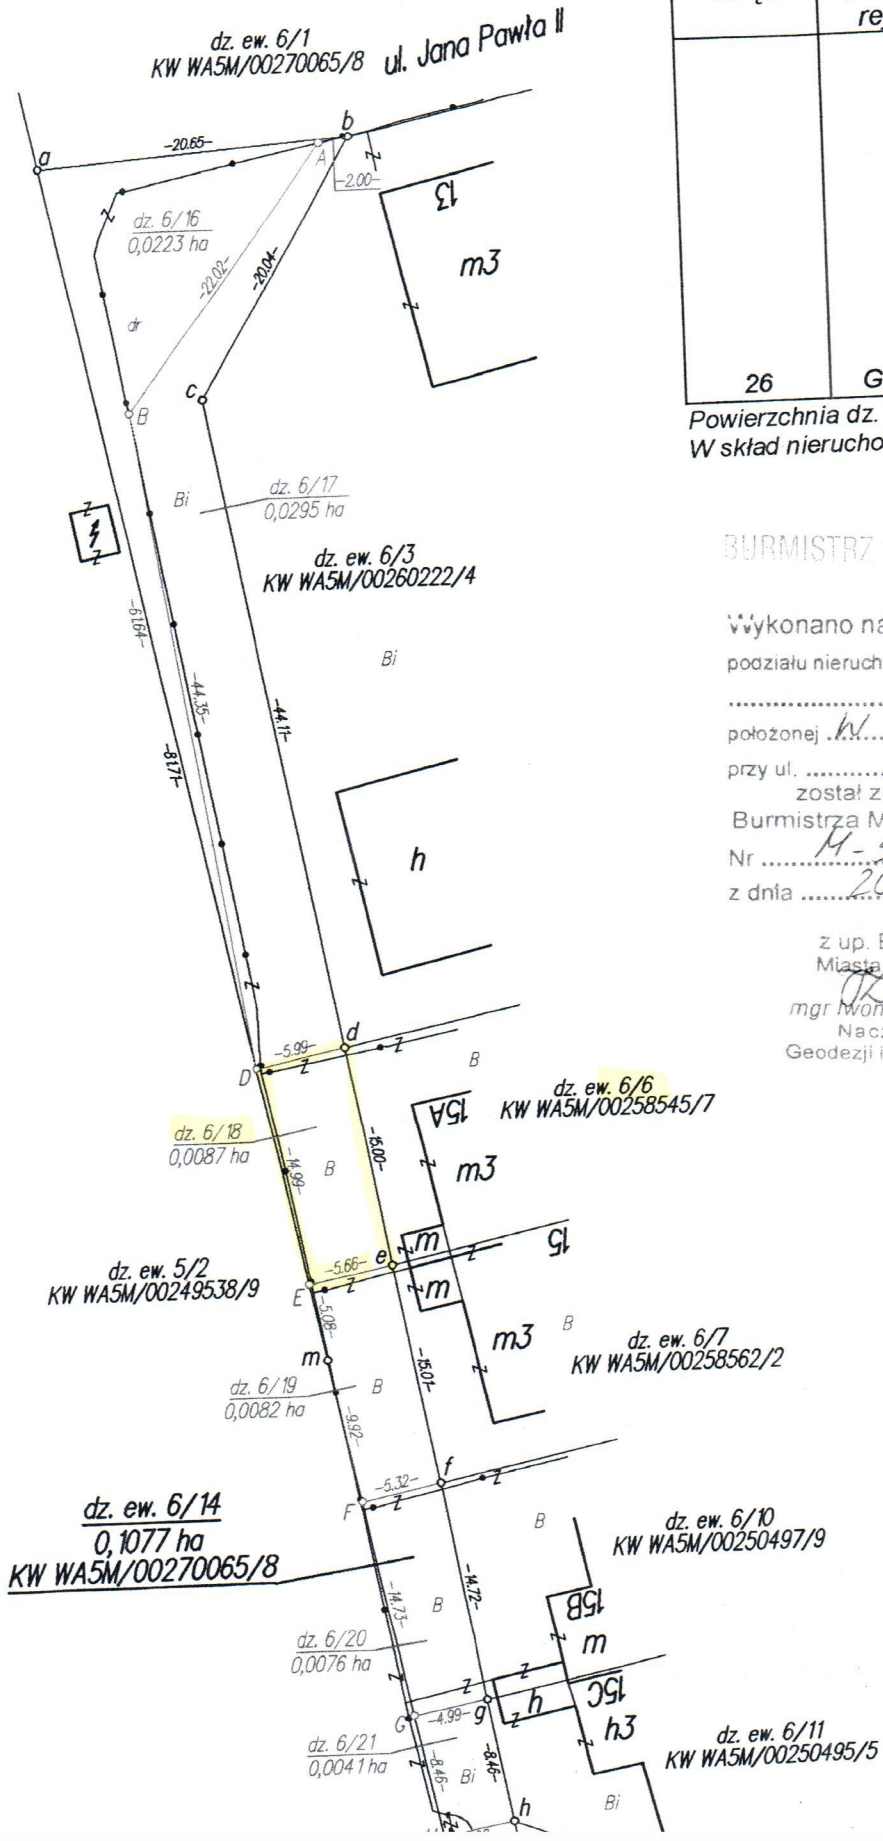 dz. ew. 6/1
KW WA5M/00270065/8
ul. Jana Pawła II
re
a
-20.65-
b
A
-2.00-
13
m3
dz. 6/16
0,0223 ha
-22.02-
-20.04-
dr
c
B
26
G
Powierzchnia dz.
W skład nierucho
Bi
dz. 6/17
0,0295 ha
dz. ew. 6/3
KW WA5M/00260222/4
BURMISTRZ
Wykonano na
podziału nieruch
położonej W
przy ul.
został z
Burmistrza M
Nr M-
z dnia 20
z up. B
Miasta
mgr Iwon
Nacz
Geodezji i
-61.64-
Bi
-44.35-
-44.11-
-81.71-
h
d
-5.99-
D
B
dz. ew. 6/6
KW WA5M/00258545/7
15A
dz. 6/18
0,0087 ha
-15.00-
-14.99-
B
m3
m
15
e
-5.66-
dz. ew. 5/2
KW WA5M/00249538/9
E
m
-5.08-
m3
B
dz. ew. 6/7
KW WA5M/00258562/2
m
-15.01-
dz. 6/19
0,0082 ha
B
-9.92-
f
-5.32-
F
dz. ew. 6/14
0,1077 ha
KW WA5M/00270065/8
B
dz. ew. 6/10
KW WA5M/00250497/9
-14.72-
-14.73-
B
15B
m
dz. 6/20
0,0076 ha
15C
h
g
G
-4.99-
dz. 6/21
0,0041 ha
dz. ew. 6/11
KW WA5M/00250495/5
-8.46-
-8.46-
Bi
Bi
h